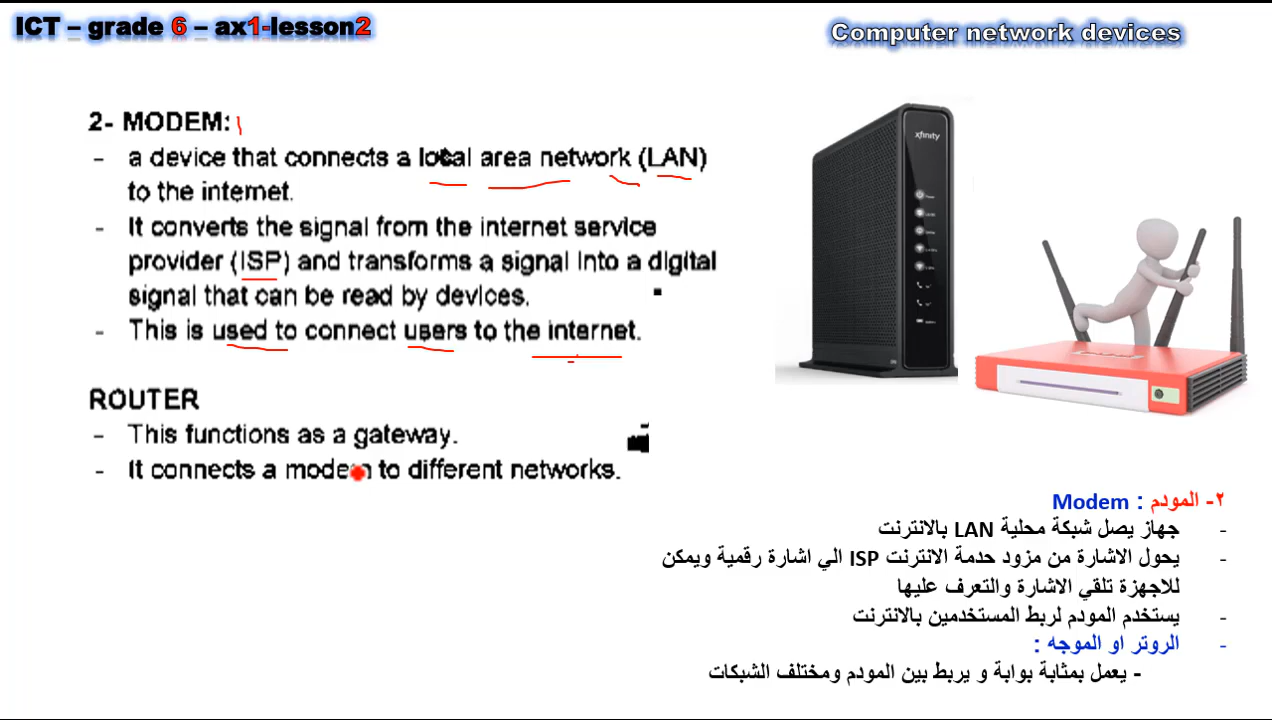 ICT – grade 6 – ax1-lesson2
Computer network devices
2- MODEM:
- a device that connects a local area network (LAN)
to the internet.
- It converts the signal from the internet service
provider (ISP) and transforms a signal into a digital
signal that can be read by devices.
- This is used to connect users to the internet.
ROUTER
- This functions as a gateway.
- It connects a modem to different networks.
xfinity
٢- المودم : Modem
- جهاز يصل شبكة محلية LAN بالانترنت
- يحول الاشارة من مزود حدمة الانترنت ISP الي اشارة رقمية ويمكن
للاجهزة تلقي الاشارة والتعرف عليها
- يستخدم المودم لربط المستخدمين بالانترنت
- الروتر او الموجه :
- يعمل بمثابة بوابة و يربط بين المودم ومختلف الشبكات